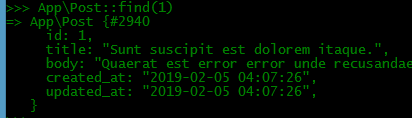 >>> App\Post::find(1)
=> App\Post {#2940
id: 1,
title: "Sunt suscipit est dolorem itaque.",
body: "Quaerat est error error unde recusandae
created_at: "2019-02-05 04:07:26",
updated_at: "2019-02-05 04:07:26",
}